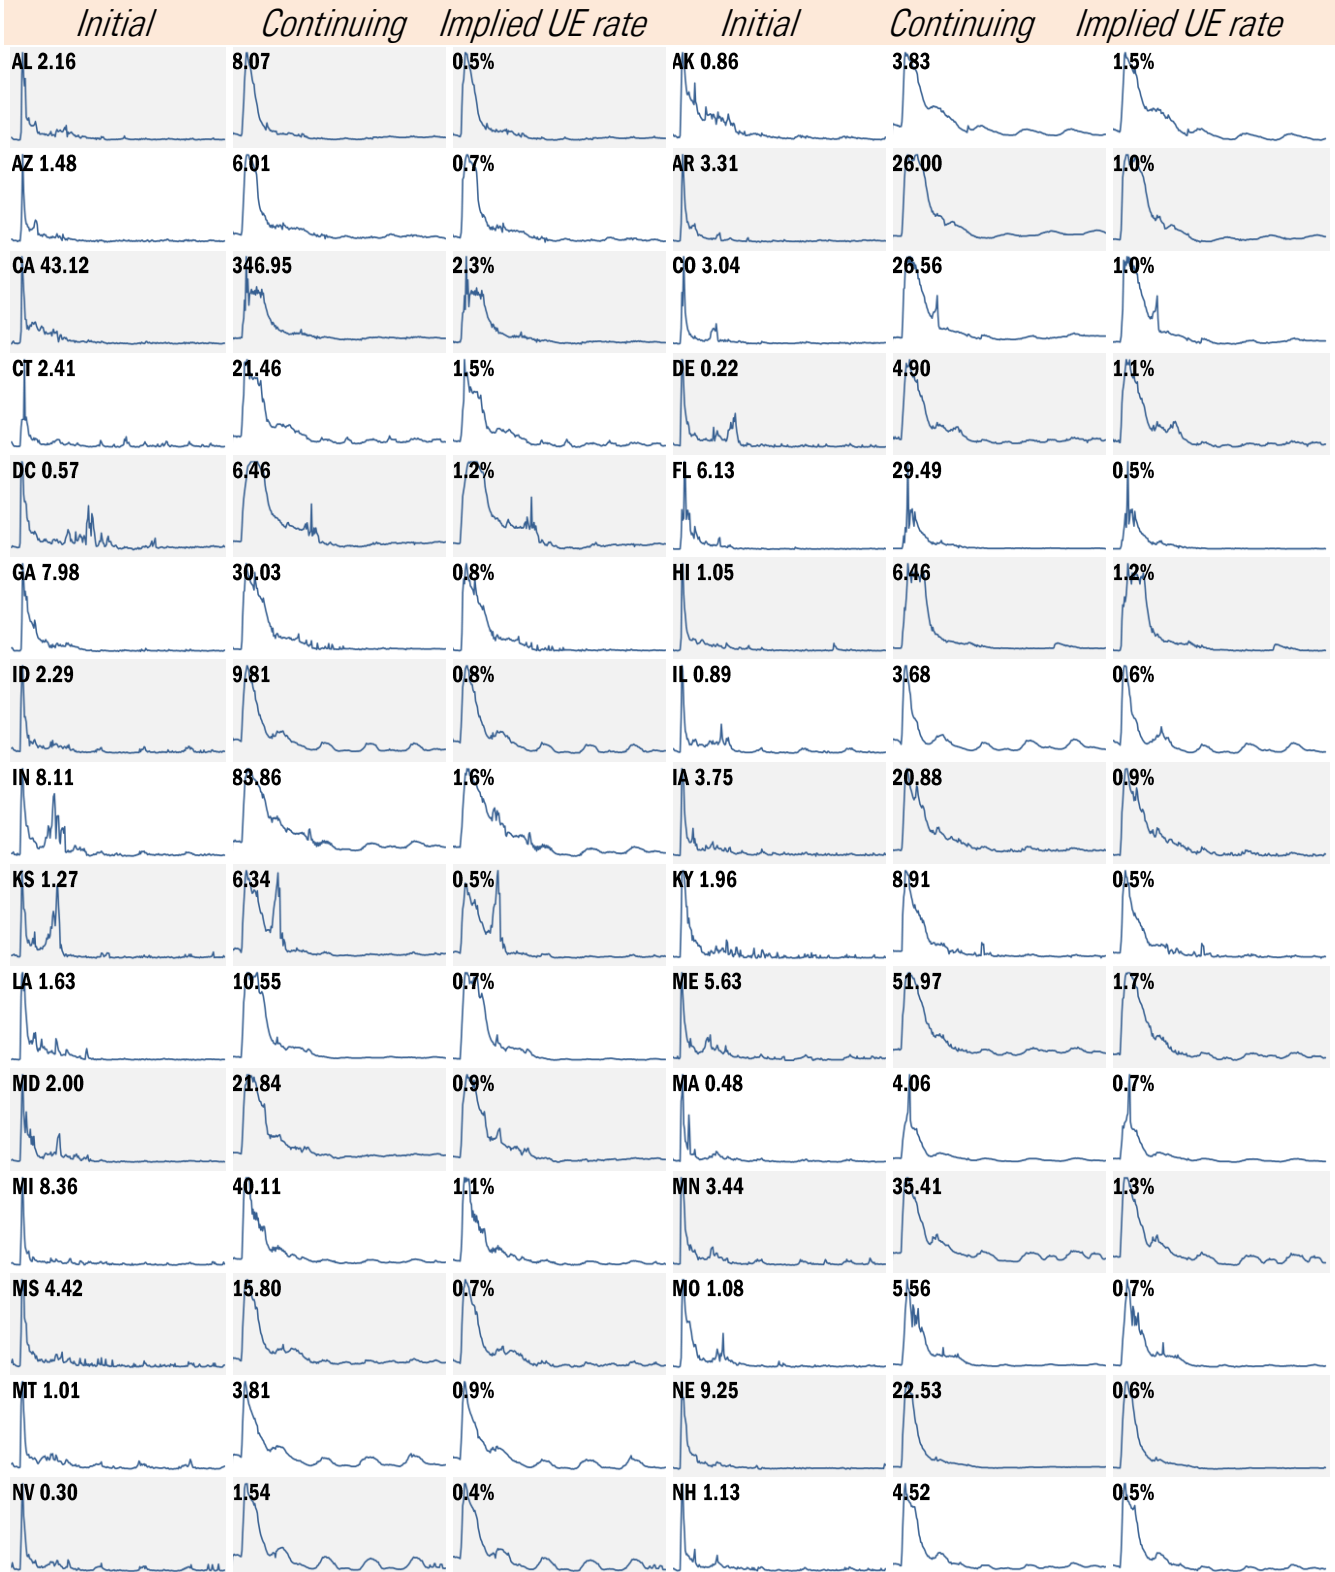 Initial Continuing Implied UE rate Initial Continuing Implied UE rate
AL 2.16 8.07 0.5% AK 0.86 3.83 1.5%
AZ 1.48 6.01 0.7% AR 3.31 26.00 1.0%
CA 43.12 346.95 2.3% CO 3.04 26.56 1.0%
CT 2.41 21.46 1.5% DE 0.22 4.90 1.1%
DC 0.57 6.46 1.2% FL 6.13 29.49 0.5%
GA 7.98 30.03 0.8% HI 1.05 6.46 1.2%
ID 2.29 9.81 0.8% IL 0.89 3.68 0.6%
IN 8.11 83.86 1.6% IA 3.75 20.88 0.9%
KS 1.27 6.34 0.5% KY 1.96 8.91 0.5%
LA 1.63 10.55 0.7% ME 5.63 51.97 1.7%
MD 2.00 21.84 0.9% MA 0.48 4.06 0.7%
MI 8.36 40.11 1.1% MN 3.44 35.41 1.3%
MS 4.42 15.80 0.7% MO 1.08 5.56 0.7%
MT 1.01 3.81 0.9% NE 9.25 22.53 0.6%
NV 0.30 1.54 0.4% NH 1.13 4.52 0.5%